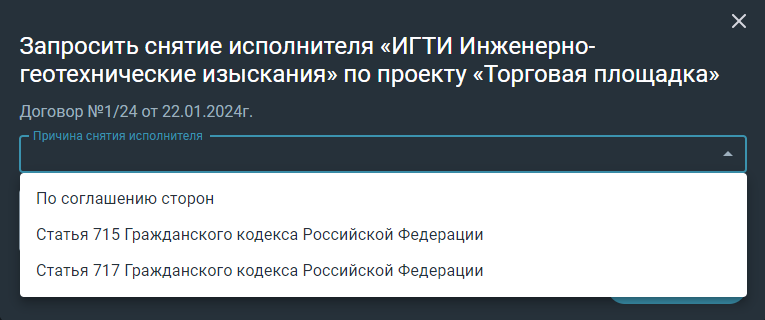 Запросить снятие исполнителя «ИГТИ Инженерно-
геотехнические изыскания» по проекту «Торговая площадка»
Договор №1/24 от 22.01.2024г.
Причина снятия исполнителя
По соглашению сторон
Статья 715 Гражданского кодекса Российской Федерации
Статья 717 Гражданского кодекса Российской Федерации